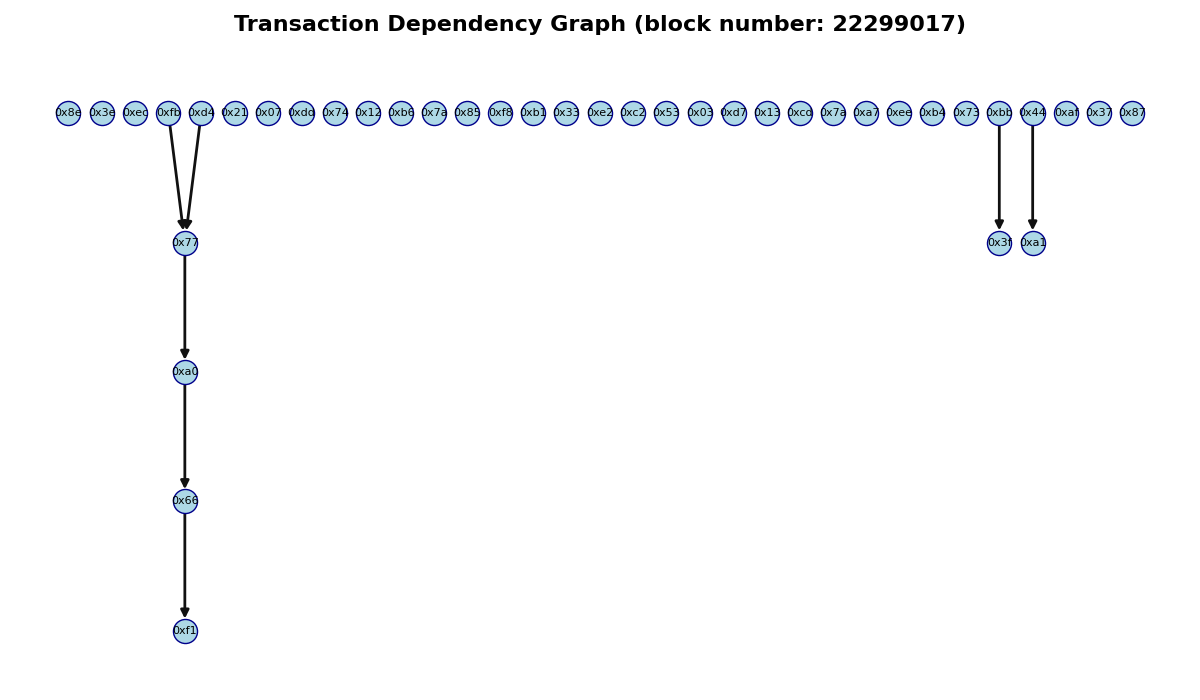 Transaction Dependency Graph (block number: 22299017)
0x8e 0x3e 0xec 0xfb 0xd4 0x21 0x07 0xdd 0x74 0x12 0xb6 0x7a 0x85 0xf8 0xb1 0x33 0xe2 0xc2 0x53 0x03 0xd7 0x13 0xcd 0x7a 0xa7 0xee 0xb4 0x73 0xbb 0x44 0xaf 0x37 0x87
0x77 0x3f 0xa1
0xa0
0x66
0xf1